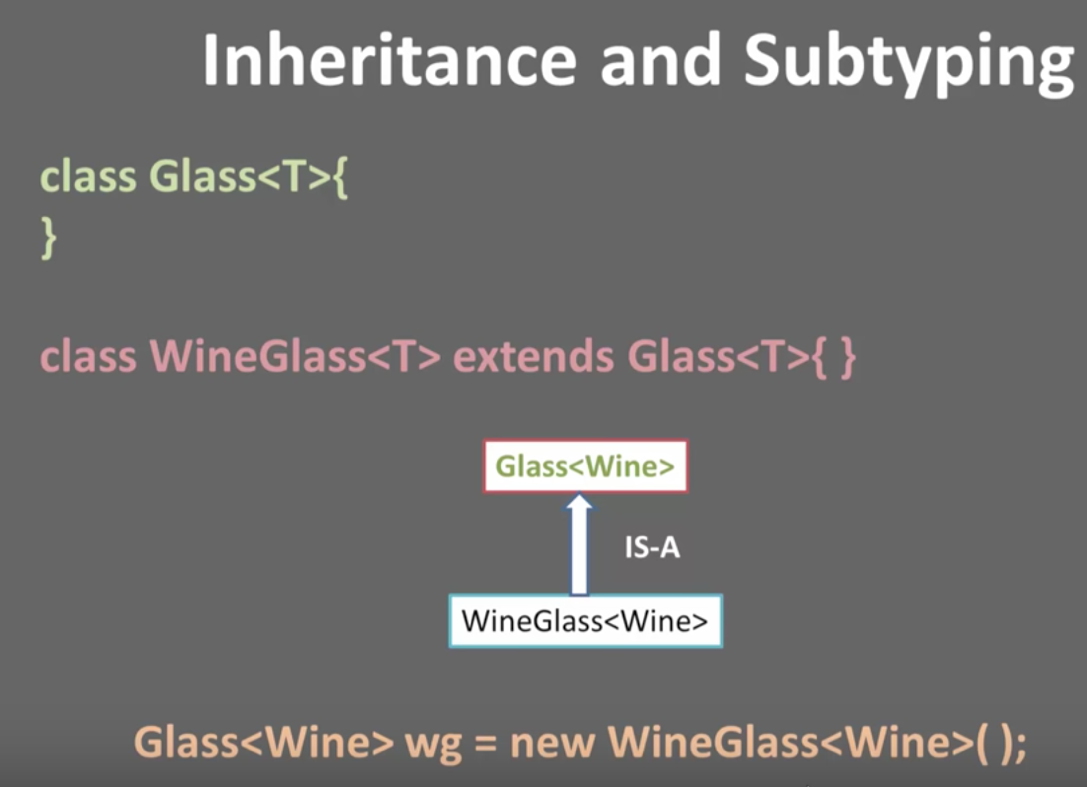 Inheritance and Subtyping
class Glass<T>{
}
class WineGlass<T> extends Glass<T>{ }
Glass<Wine>
IS-A
WineGlass<Wine>
Glass<Wine> wg = new WineGlass<Wine>( );